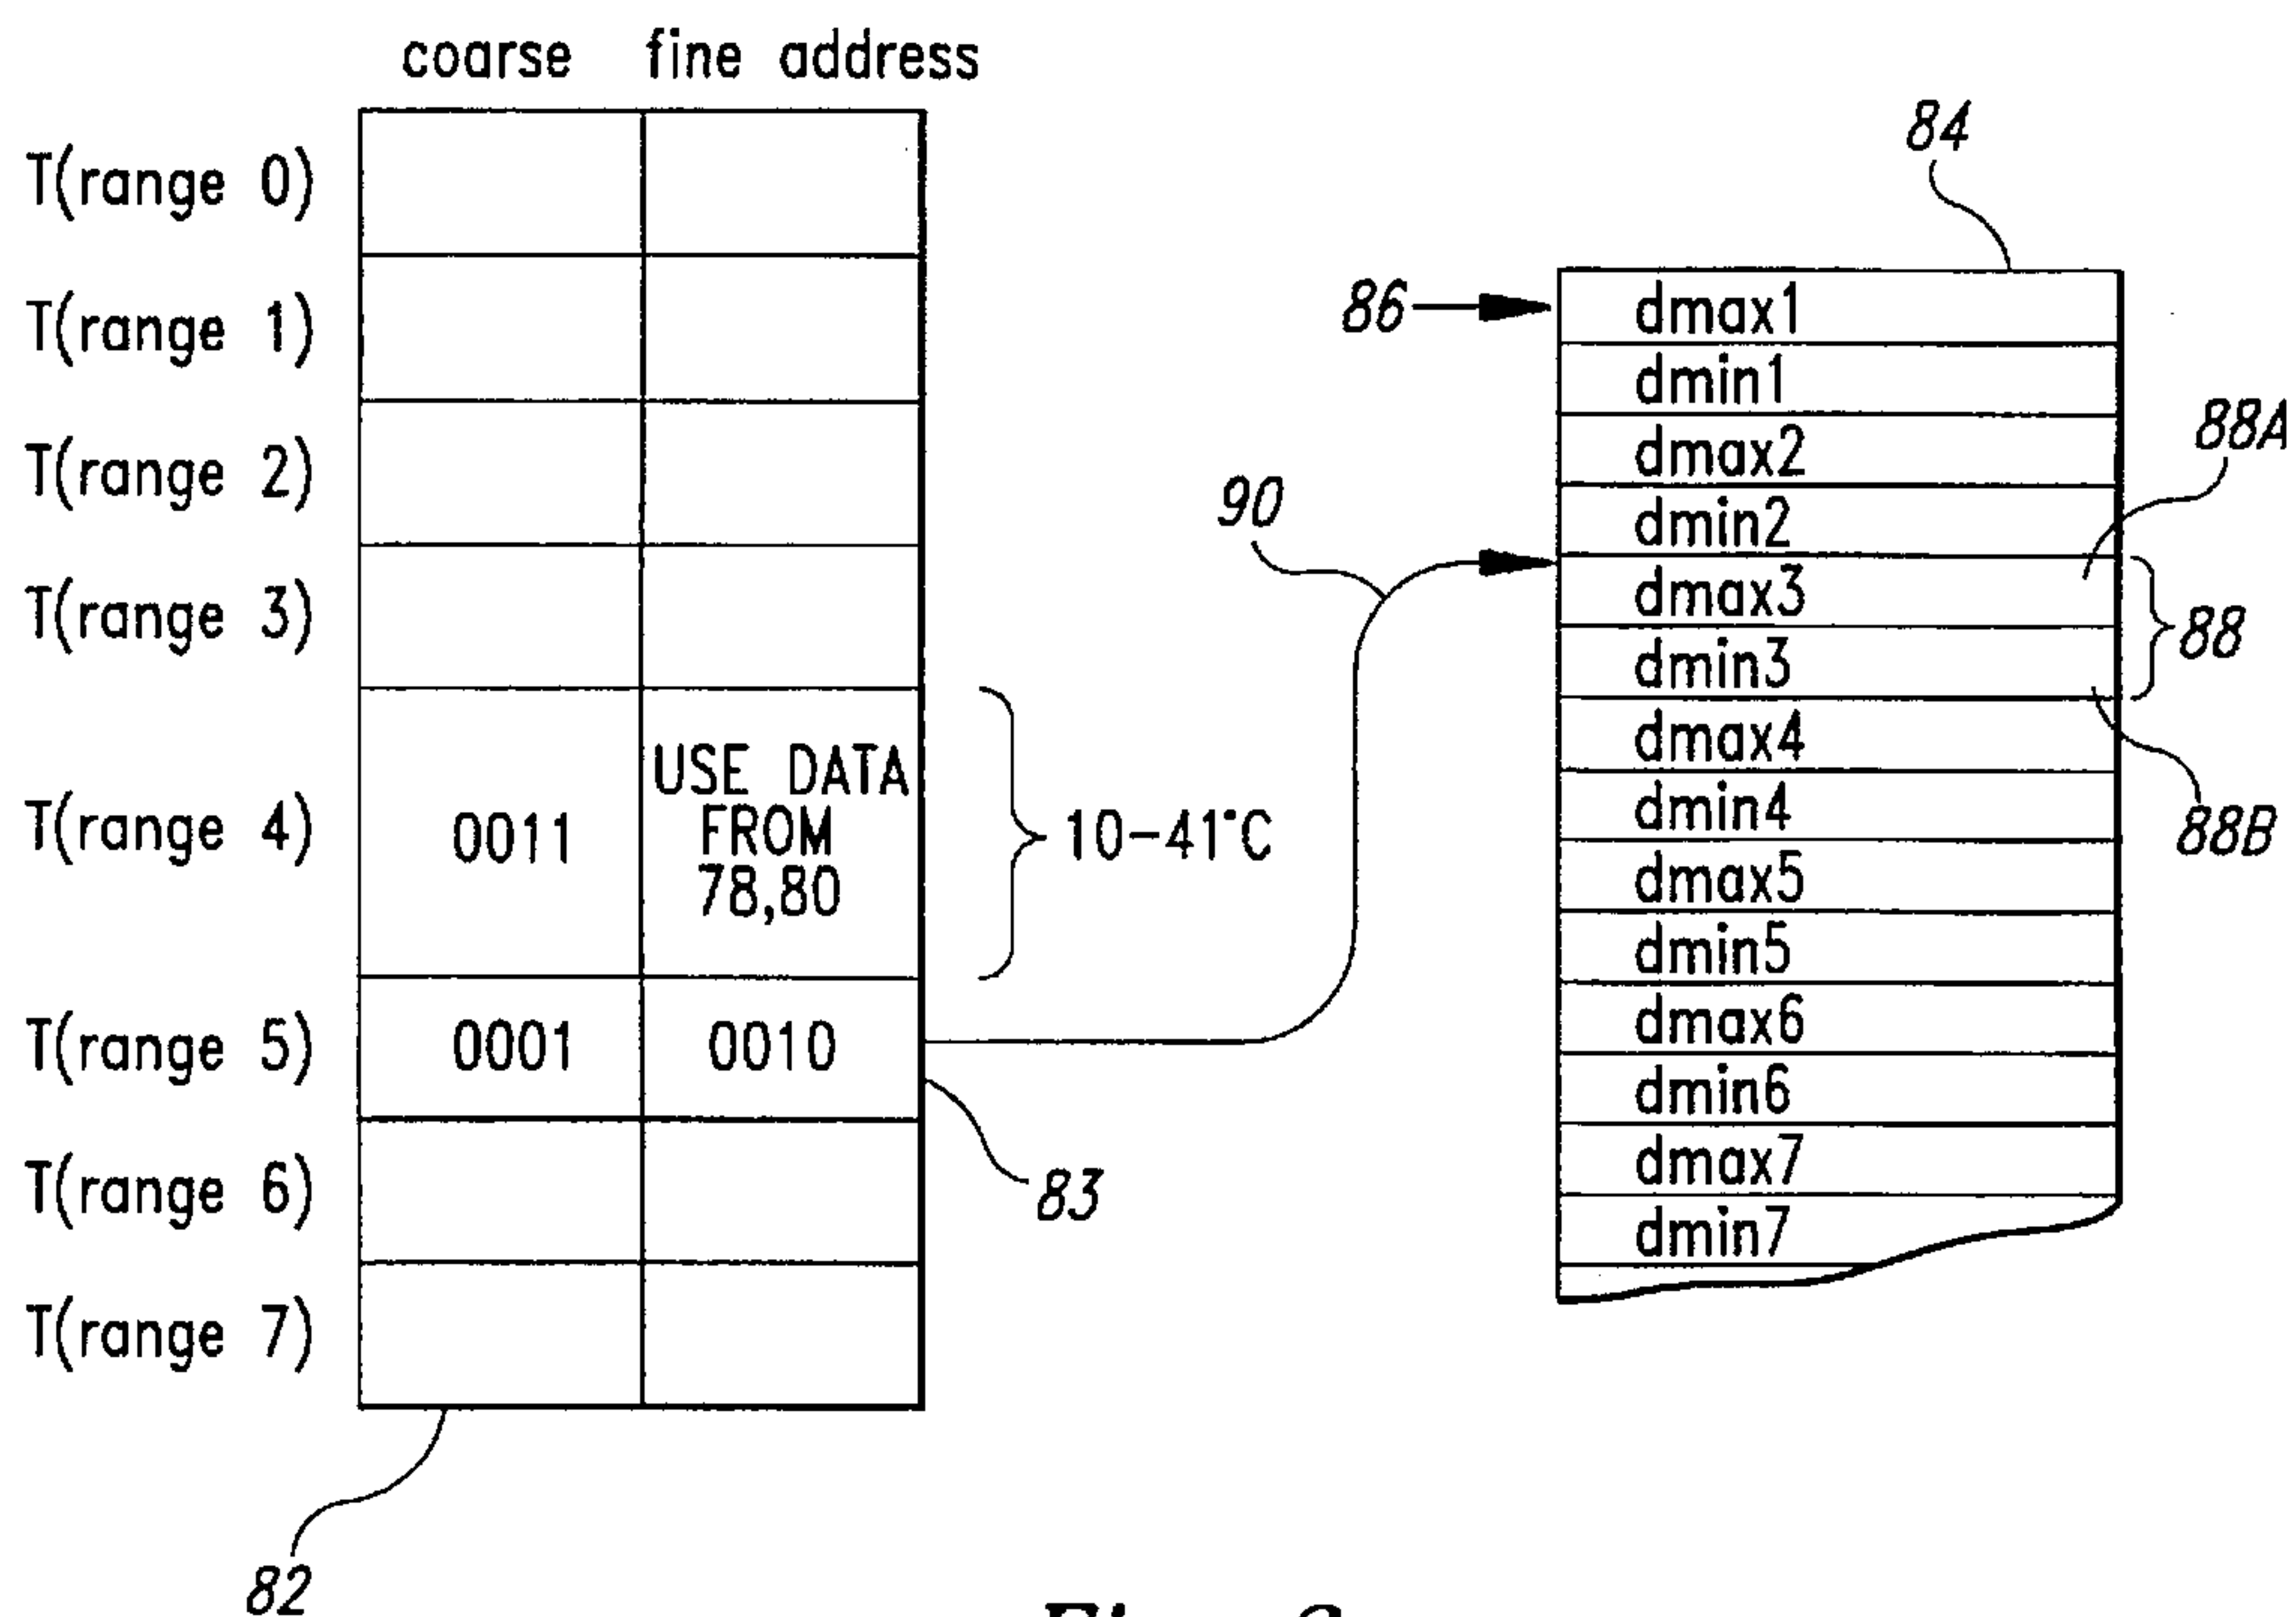 coarse fine address
T(range 0)
T(range 1)
T(range 2)
T(range 3)
T(range 4) 0011 USE DATA
FROM
78,80
10-41°C
T(range 5) 0001 0010
T(range 6)
T(range 7)
82
83
90
84
86
dmax1
dmin1
dmax2
dmin2
dmax3
dmin3
dmax4
dmin4
dmax5
dmin5
dmax6
dmin6
dmax7
dmin7
88A
88
88B